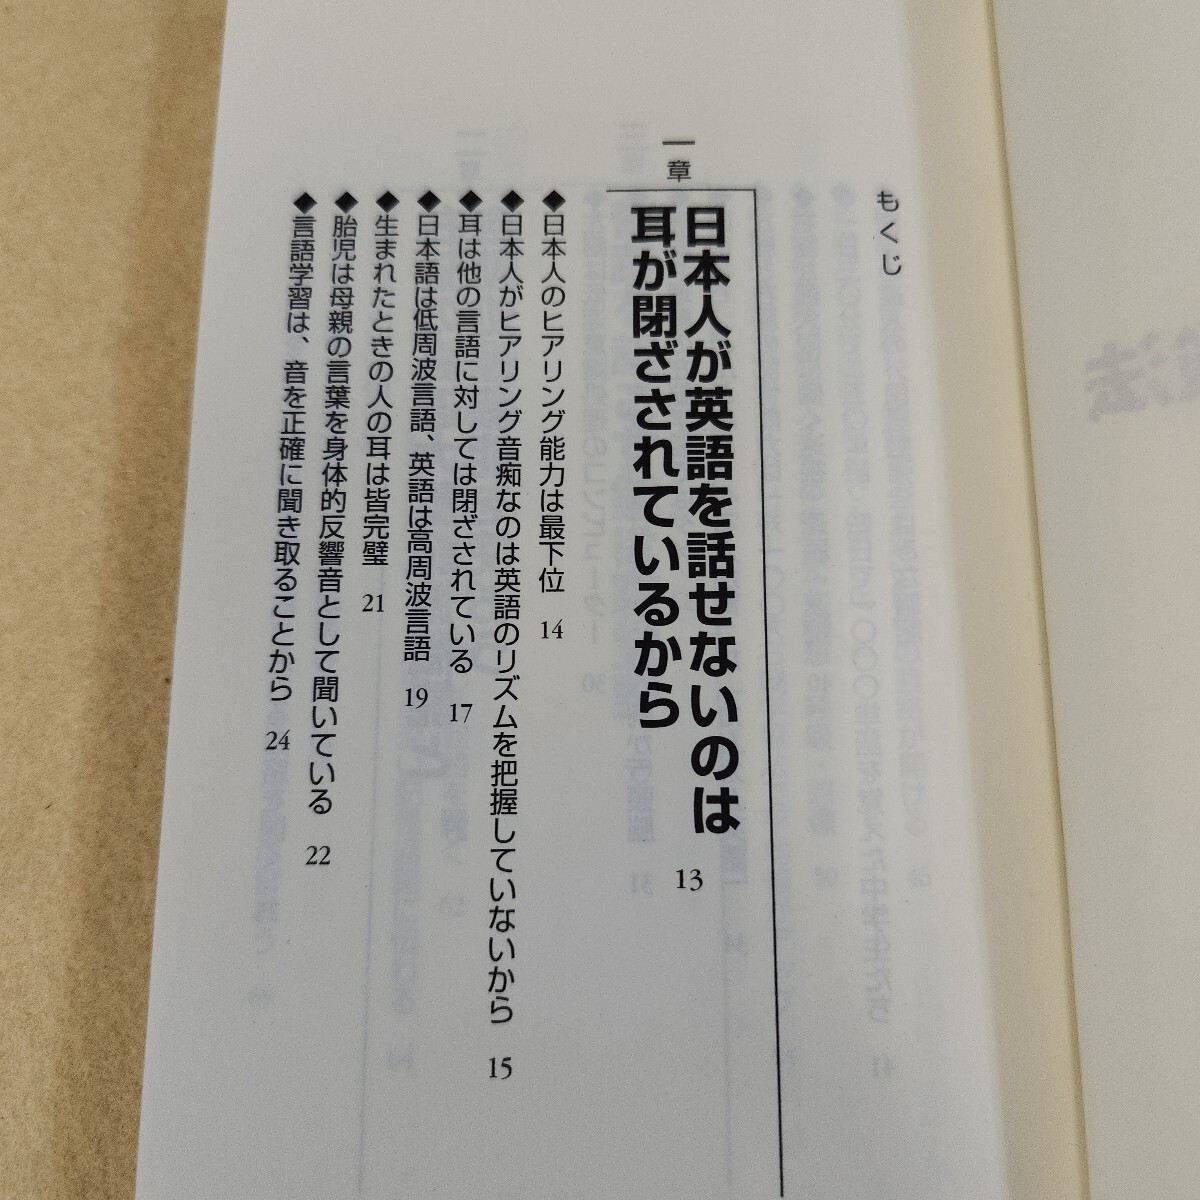 もくじ
一章
日本人が英語を話せないのは
耳が閉ざされているから 13
◆日本人のヒアリング能力は最下位 14
◆日本人がヒアリング音痴なのは英語のリズムを把握していないから 15
◆耳は他の言語に対しては閉ざされている 17
◆日本語は低周波言語、英語は高周波言語 19
◆生まれたときの人の耳は皆完璧 21
◆胎児は母親の言葉を身体的反響音として聞いている 22
◆言語学習は、音を正確に聞き取ることから 24